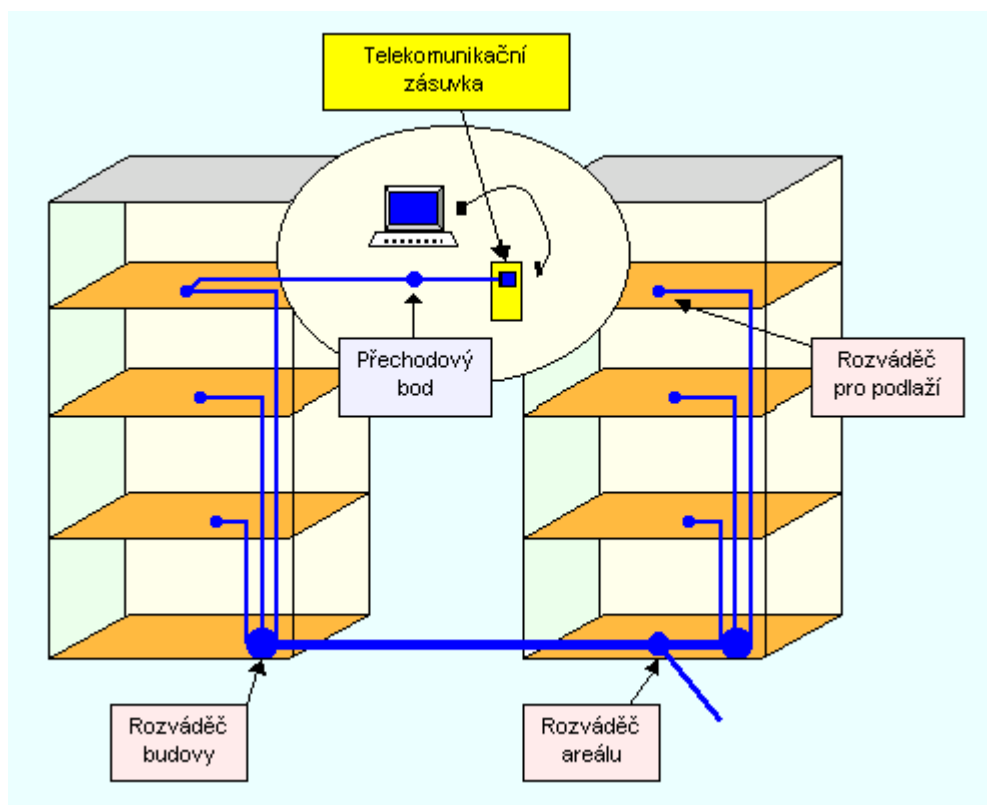 Telekomunikační
zásuvka
Přechodový
bod
Rozváděč
pro podlaží
Rozváděč
budovy
Rozváděč
areálu